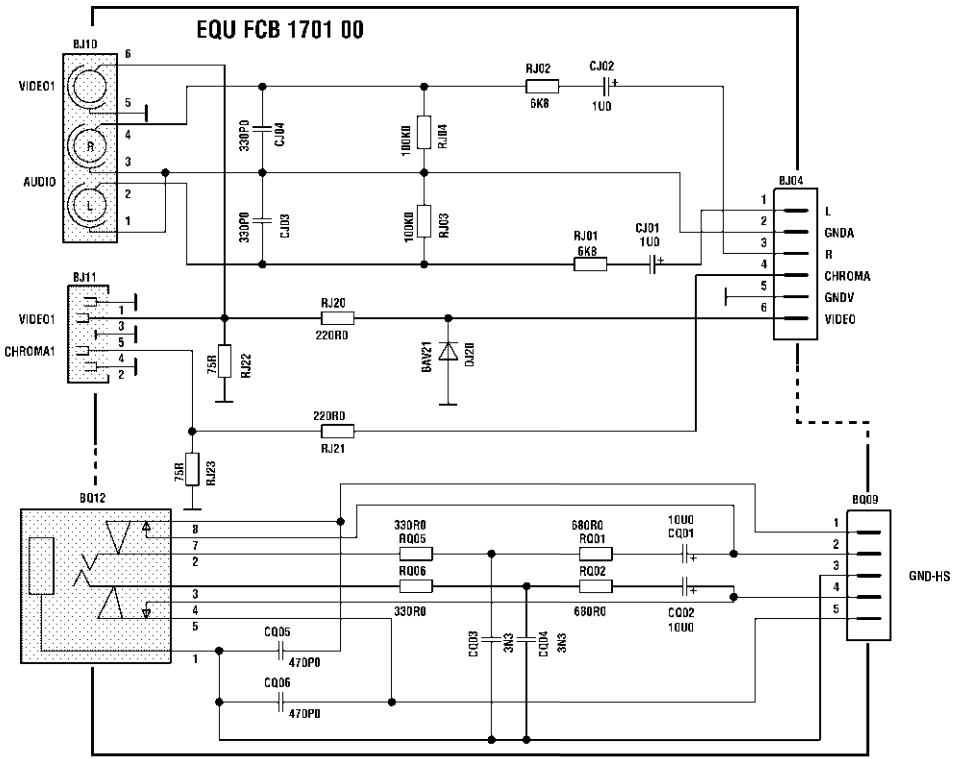 EQU FCB 1701 00
BJ10
6
VIDEO1
5
4
R
3
AUDIO
2
L
1
330P0
CJ04
330P0
CJ03
100K0
RJ04
100K0
RJ03
RJ02
6K8
CJ02
+
1U0
RJ01
6K8
CJ01
1U0
+
BJ04
1
L
2
GNDA
3
R
4
CHROMA
5
GNDV
6
VIDEO
BJ11
VIDEO1
1
3
CHROMA1
5
4
2
RJ20
220R0
75R
RJ22
BAV21
DJ20
220R0
RJ21
75R
RJ23
BQ12
8
7
2
3
4
5
1
330R0
RQ05
RQ06
330R0
680R0
RQ01
RQ02
680R0
10U0
CQ01
+
+
CQ02
10U0
CQ03
3N3
CQ04
3N3
CQ05
470P0
CQ06
470P0
BQ09
1
2
3
GND-HS
4
5